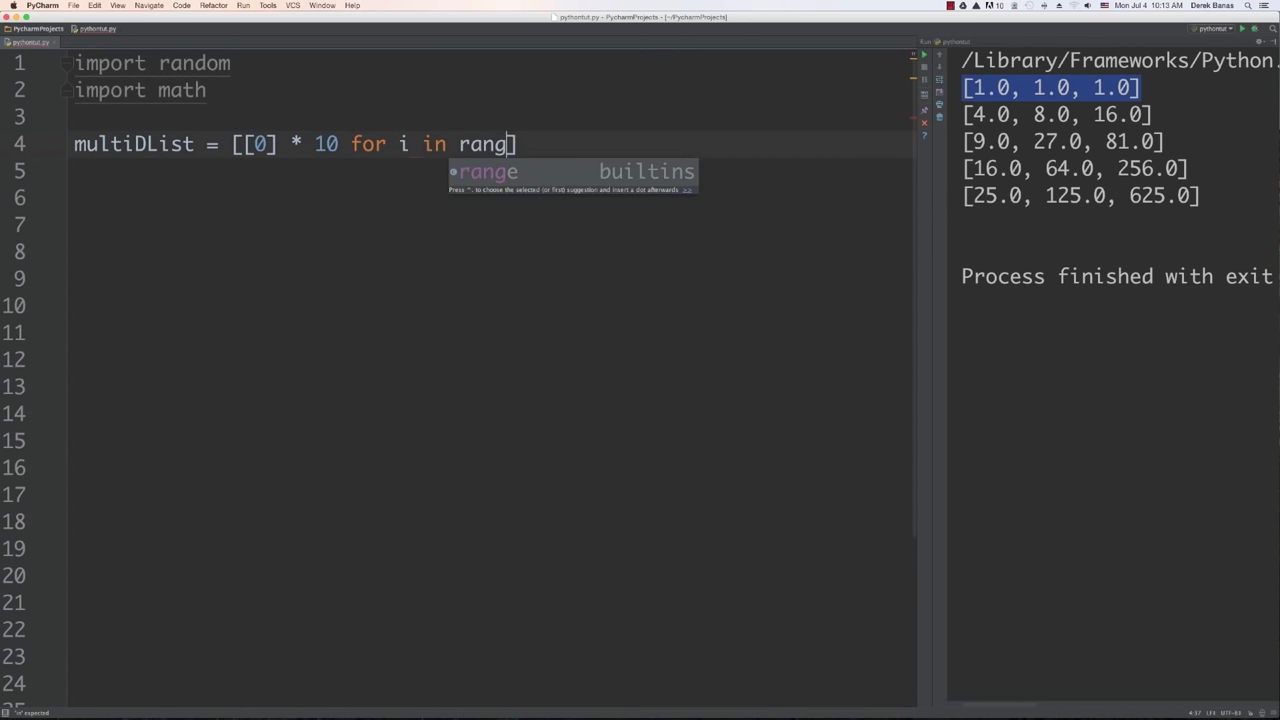 PyCharm File Edit View Navigate Code Refactor Run Tools VCS Window Help
10 Mon Jul 4 10:13 AM Derek Banas
pythontut.py - PycharmProjects - [~/PycharmProjects]
PycharmProjects pythontut.py
pythontut
pythontut.py
Run pythontut
1 import random
2 import math
3
4 multiDList = [[0] * 10 for i in rang]
5
6
7
8
9
10
11
12
13
14
15
16
17
18
19
20
21
22
23
24
range builtins
Press ^. to choose the selected (or first) suggestion and insert a dot afterwards >>
/Library/Frameworks/Python.
[1.0, 1.0, 1.0]
[4.0, 8.0, 16.0]
[9.0, 27.0, 81.0]
[16.0, 64.0, 256.0]
[25.0, 125.0, 625.0]
Process finished with exit
'in' expected
4:37 LF÷ UTF-8÷